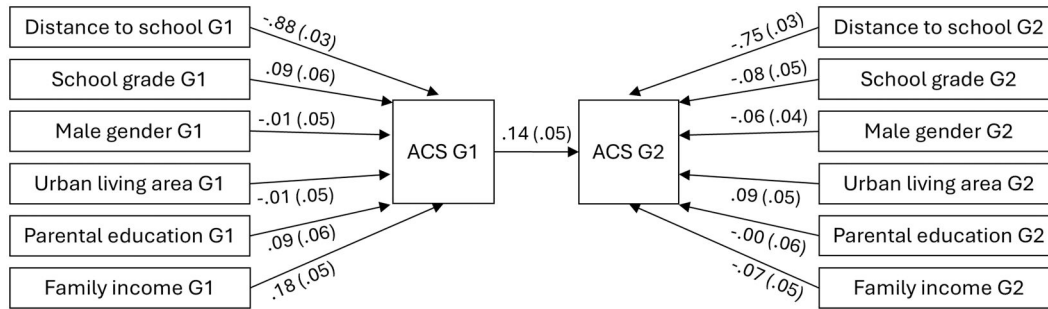 Distance to school G1
-.88 (.03)
School grade G1
.09 (.06)
Male gender G1
-.01 (.05)
Urban living area G1
-.01 (.05)
Parental education G1
.09 (.06)
Family income G1
.18 (.05)
ACS G1
.14 (.05)
ACS G2
-.75 (.03)
Distance to school G2
-.08 (.05)
School grade G2
-.06 (.04)
Male gender G2
.09 (.05)
Urban living area G2
-.00 (.06)
Parental education G2
-.07 (.05)
Family income G2